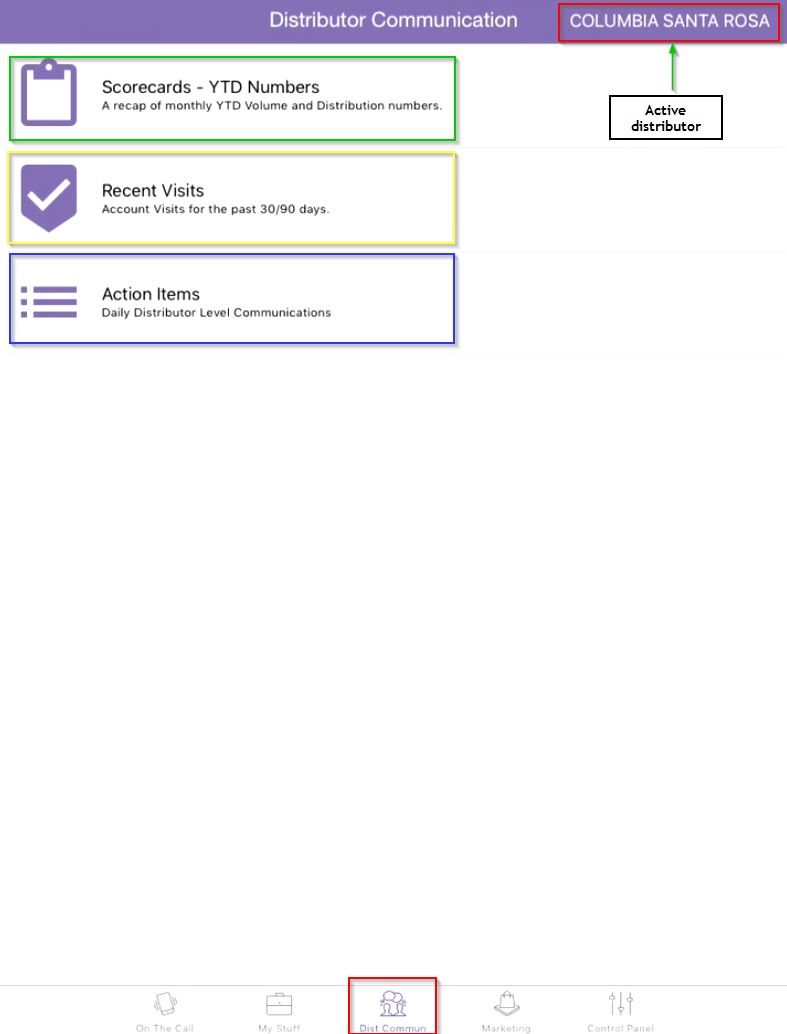 Distributor Communication
COLUMBIA SANTA ROSA
Active
distributor
Scorecards - YTD Numbers
A recap of monthly YTD Volume and Distribution numbers.
Recent Visits
Account Visits for the past 30/90 days.
Action Items
Daily Distributor Level Communications
On The Call
My Stuff
Dist Commun
Marketing
Control Panel